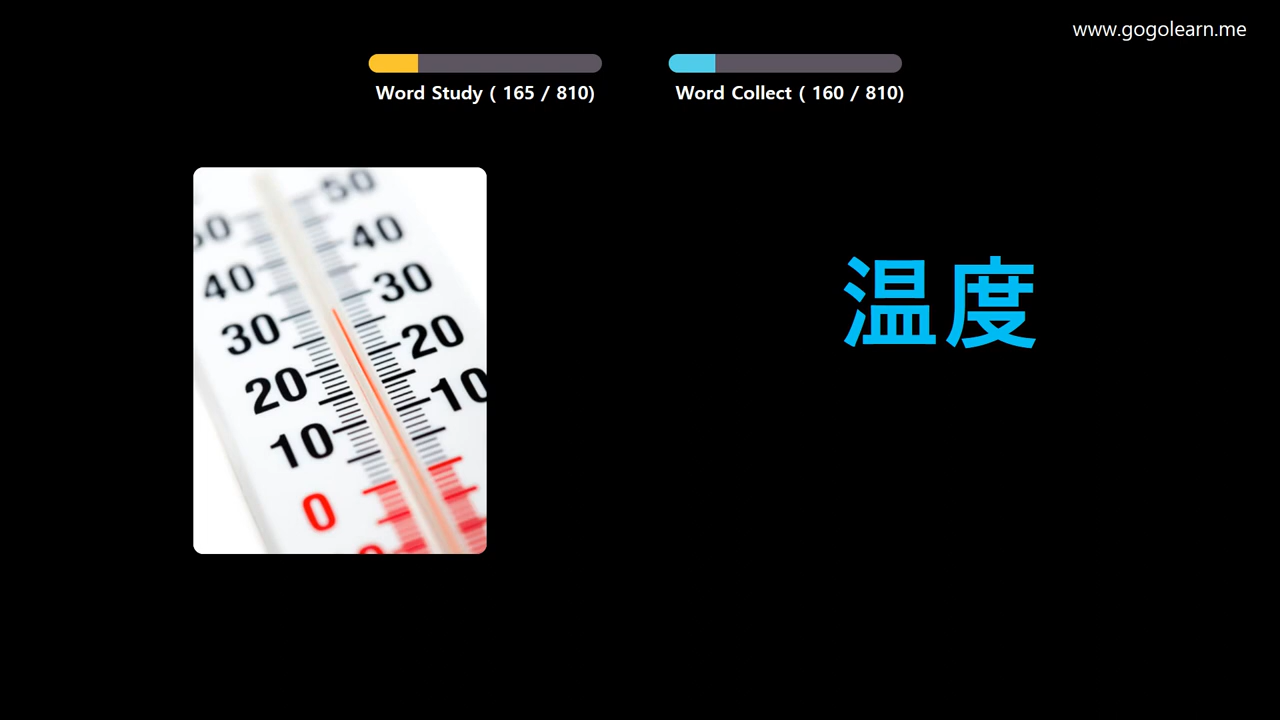 www.gogolearn.me
Word Study ( 165 / 810)
Word Collect ( 160 / 810)
温度
50
50
40
40
30
30
20
20
10
10
0